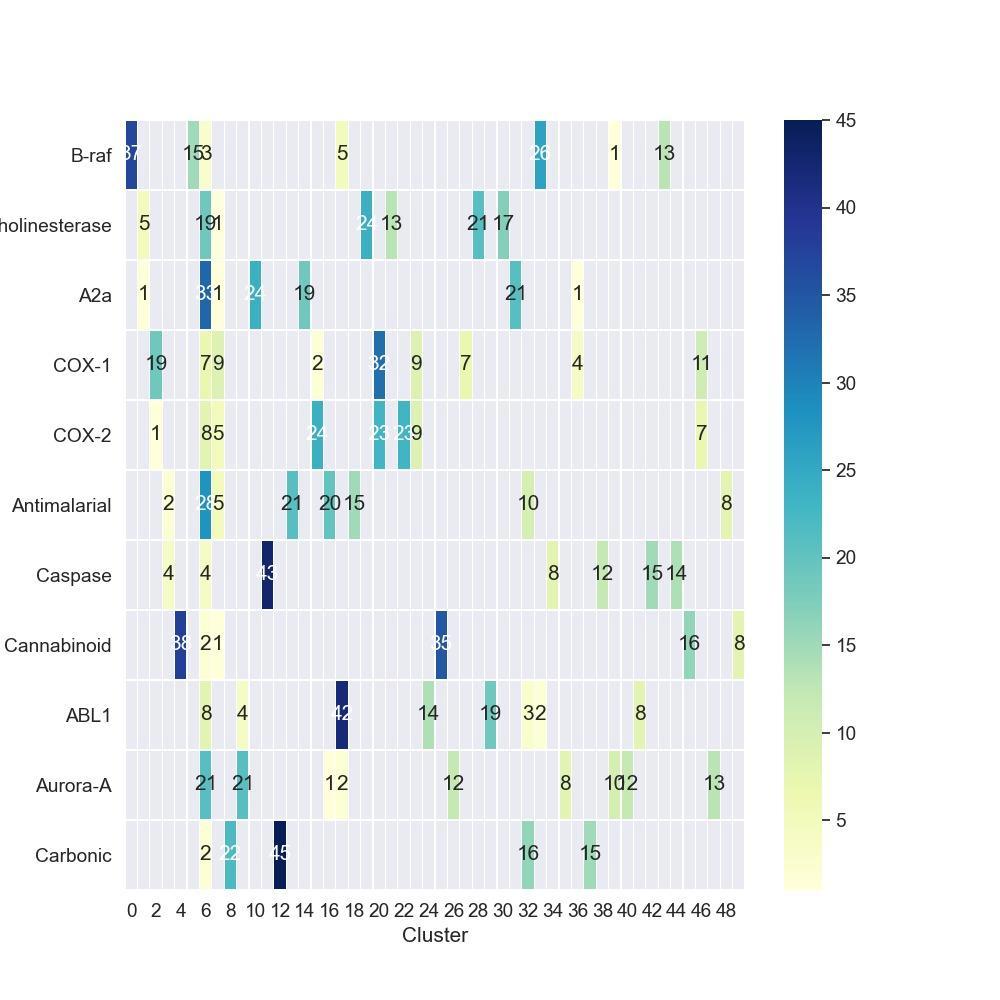 B-raf 37 15 3 5 26 1 13
holinesterase 5 19 1 24 13 21 17
A2a 1 33 1 24 19 21 1
COX-1 19 7 9 2 32 9 7 4 11
COX-2 1 8 5 24 23 23 9 7
Antimalarial 2 28 5 21 20 15 10 8
Caspase 4 4 43 8 12 15 14
Cannabinoid 38 2 1 35 16 8
ABL1 8 4 42 14 19 3 2 8
Aurora-A 21 21 1 2 12 8 10 12 13
Carbonic 2 22 45 16 15
0 2 4 6 8 10 12 14 16 18 20 22 24 26 28 30 32 34 36 38 40 42 44 46 48
Cluster
45
40
35
30
25
20
15
10
5